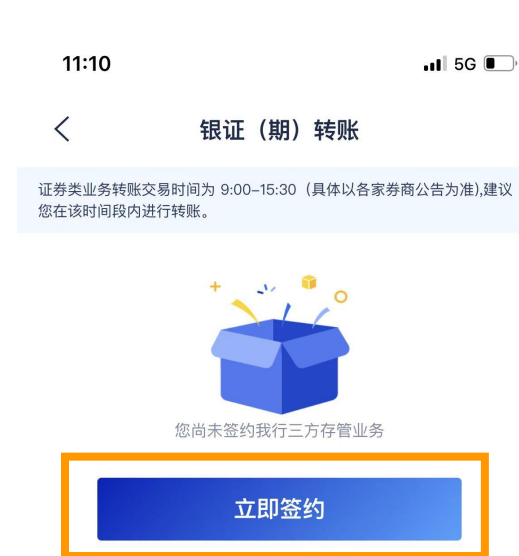 11:10 5G
银证（期）转账
证券类业务转账交易时间为 9:00–15:30（具体以各家券商公告为准),建议
您在该时间段内进行转账。
您尚未签约我行三方存管业务
立即签约